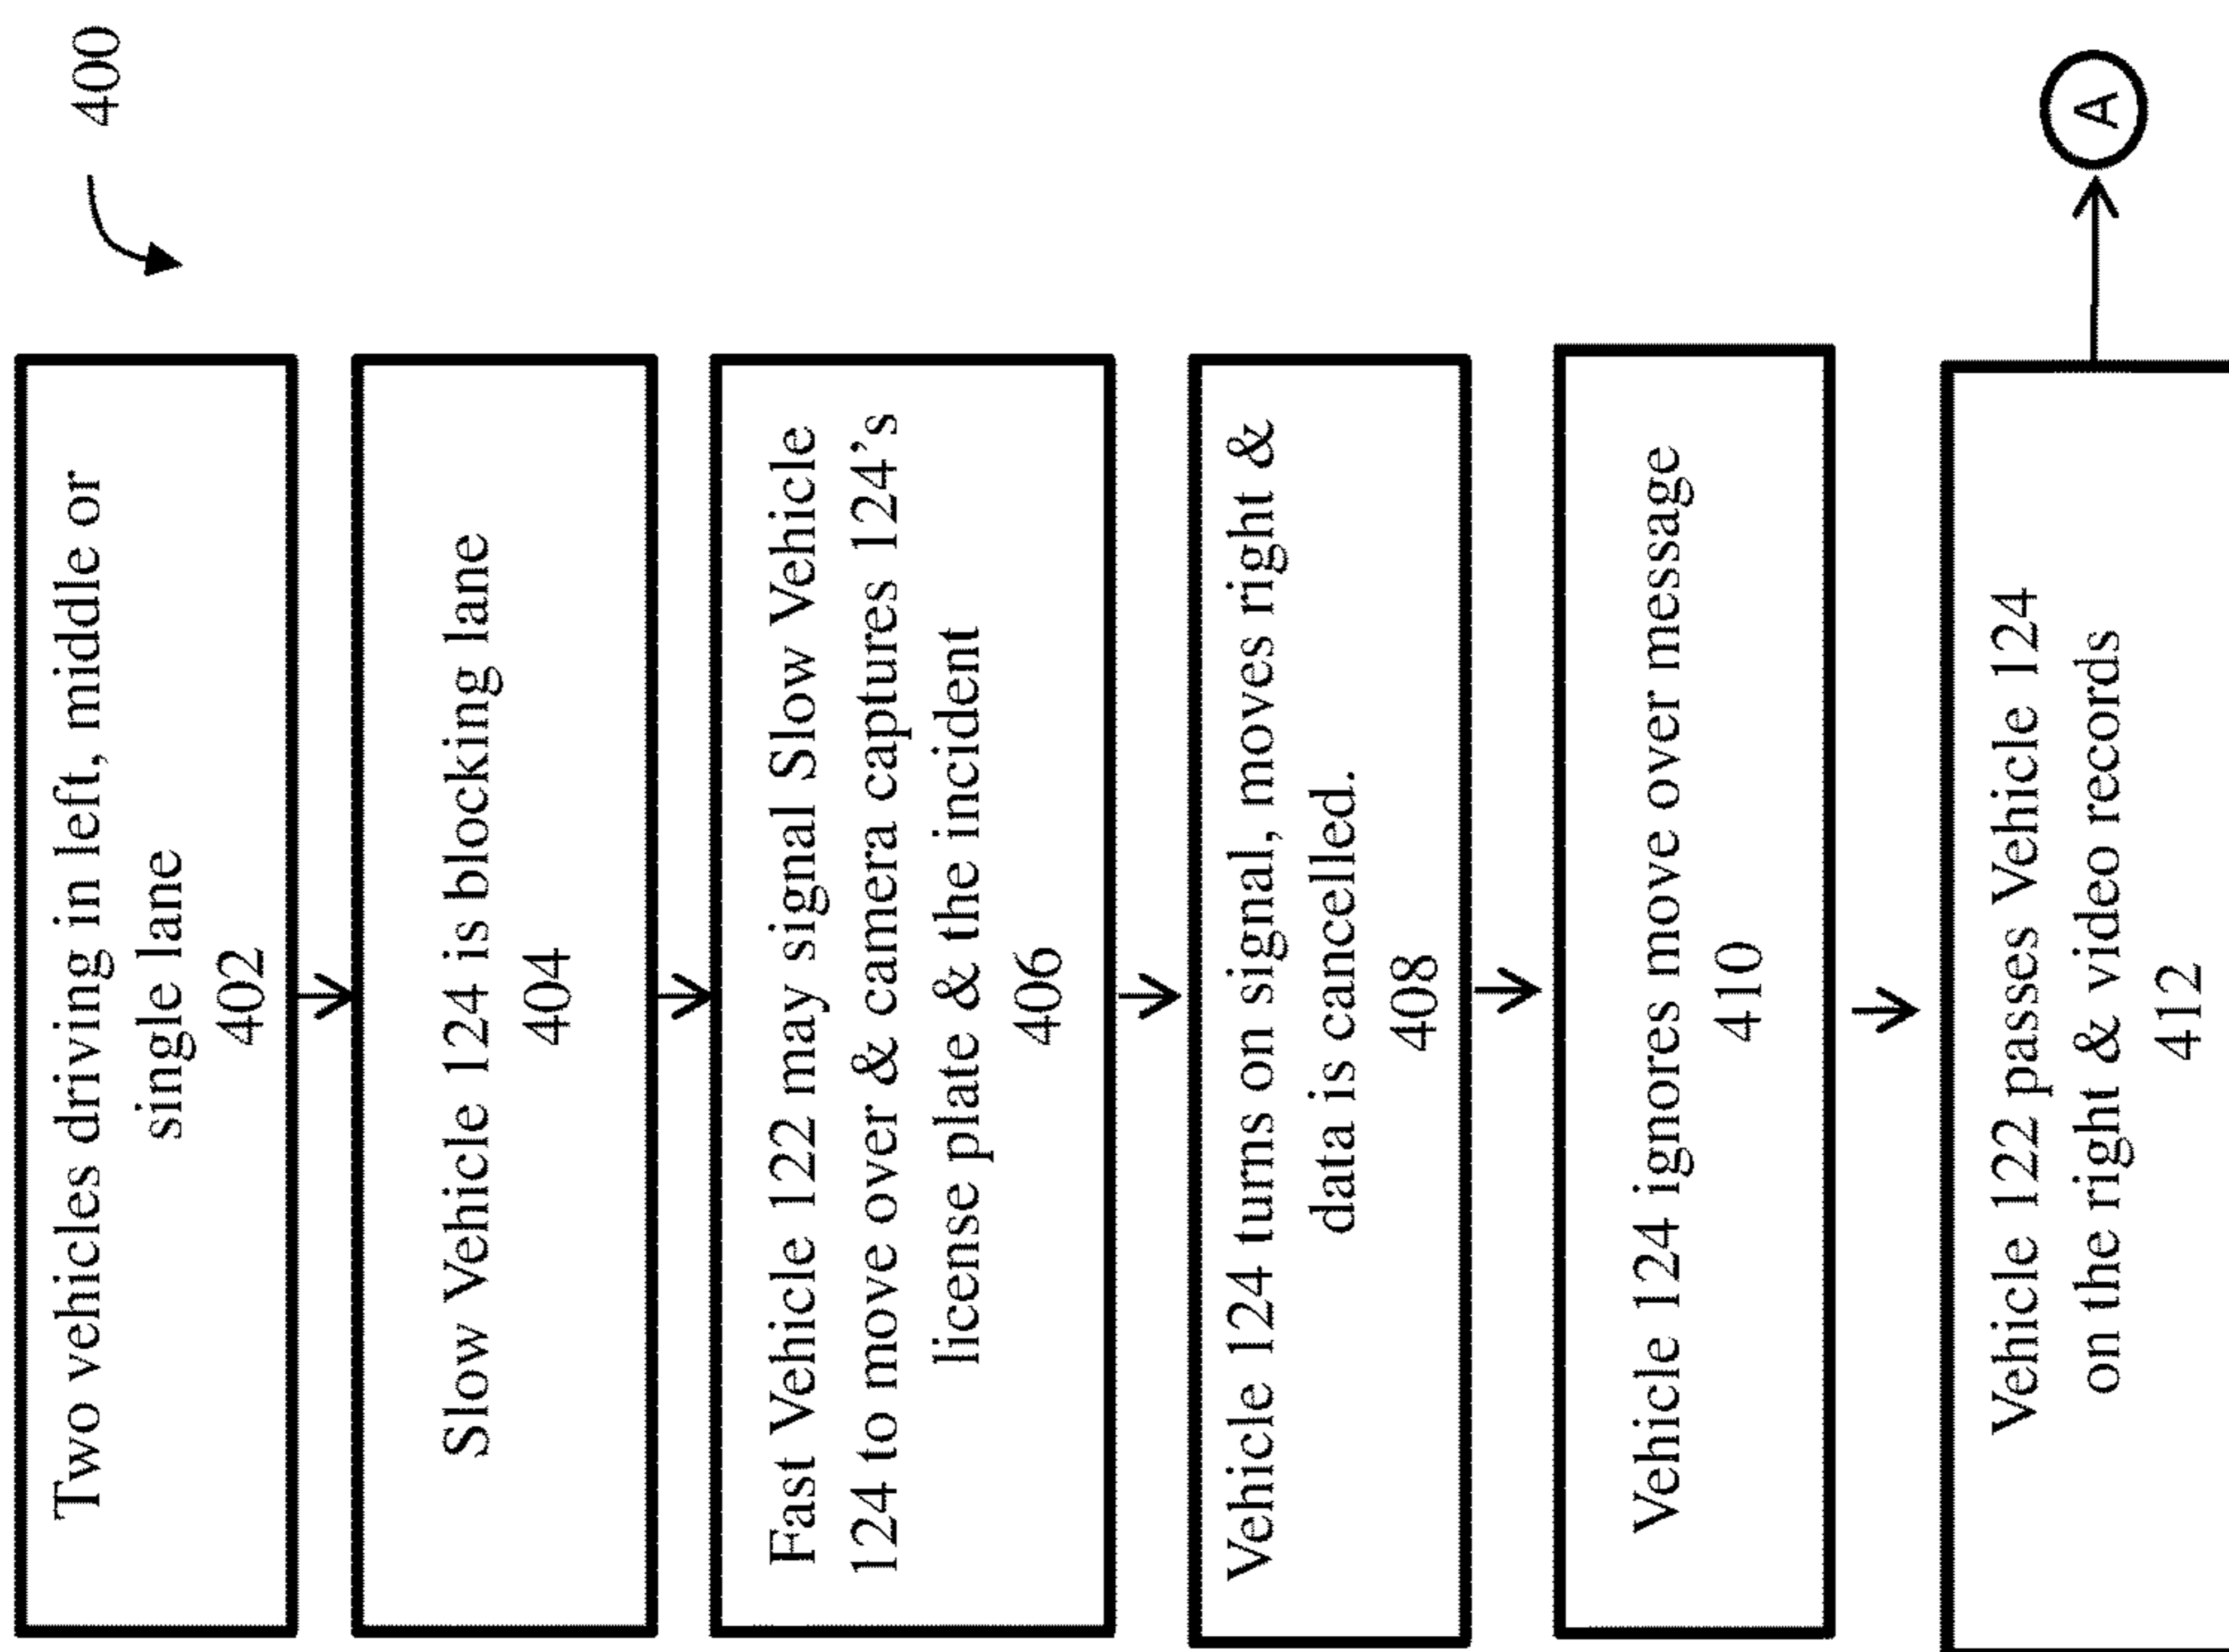 400
Two vehicles driving in left, middle or
single lane
402
Slow Vehicle 124 is blocking lane
404
Fast Vehicle 122 may signal Slow Vehicle
124 to move over & camera captures 124's
license plate & the incident
406
Vehicle 124 turns on signal, moves right &
data is cancelled.
408
Vehicle 124 ignores move over message
410
Vehicle 122 passes Vehicle 124
on the right & video records
412
A